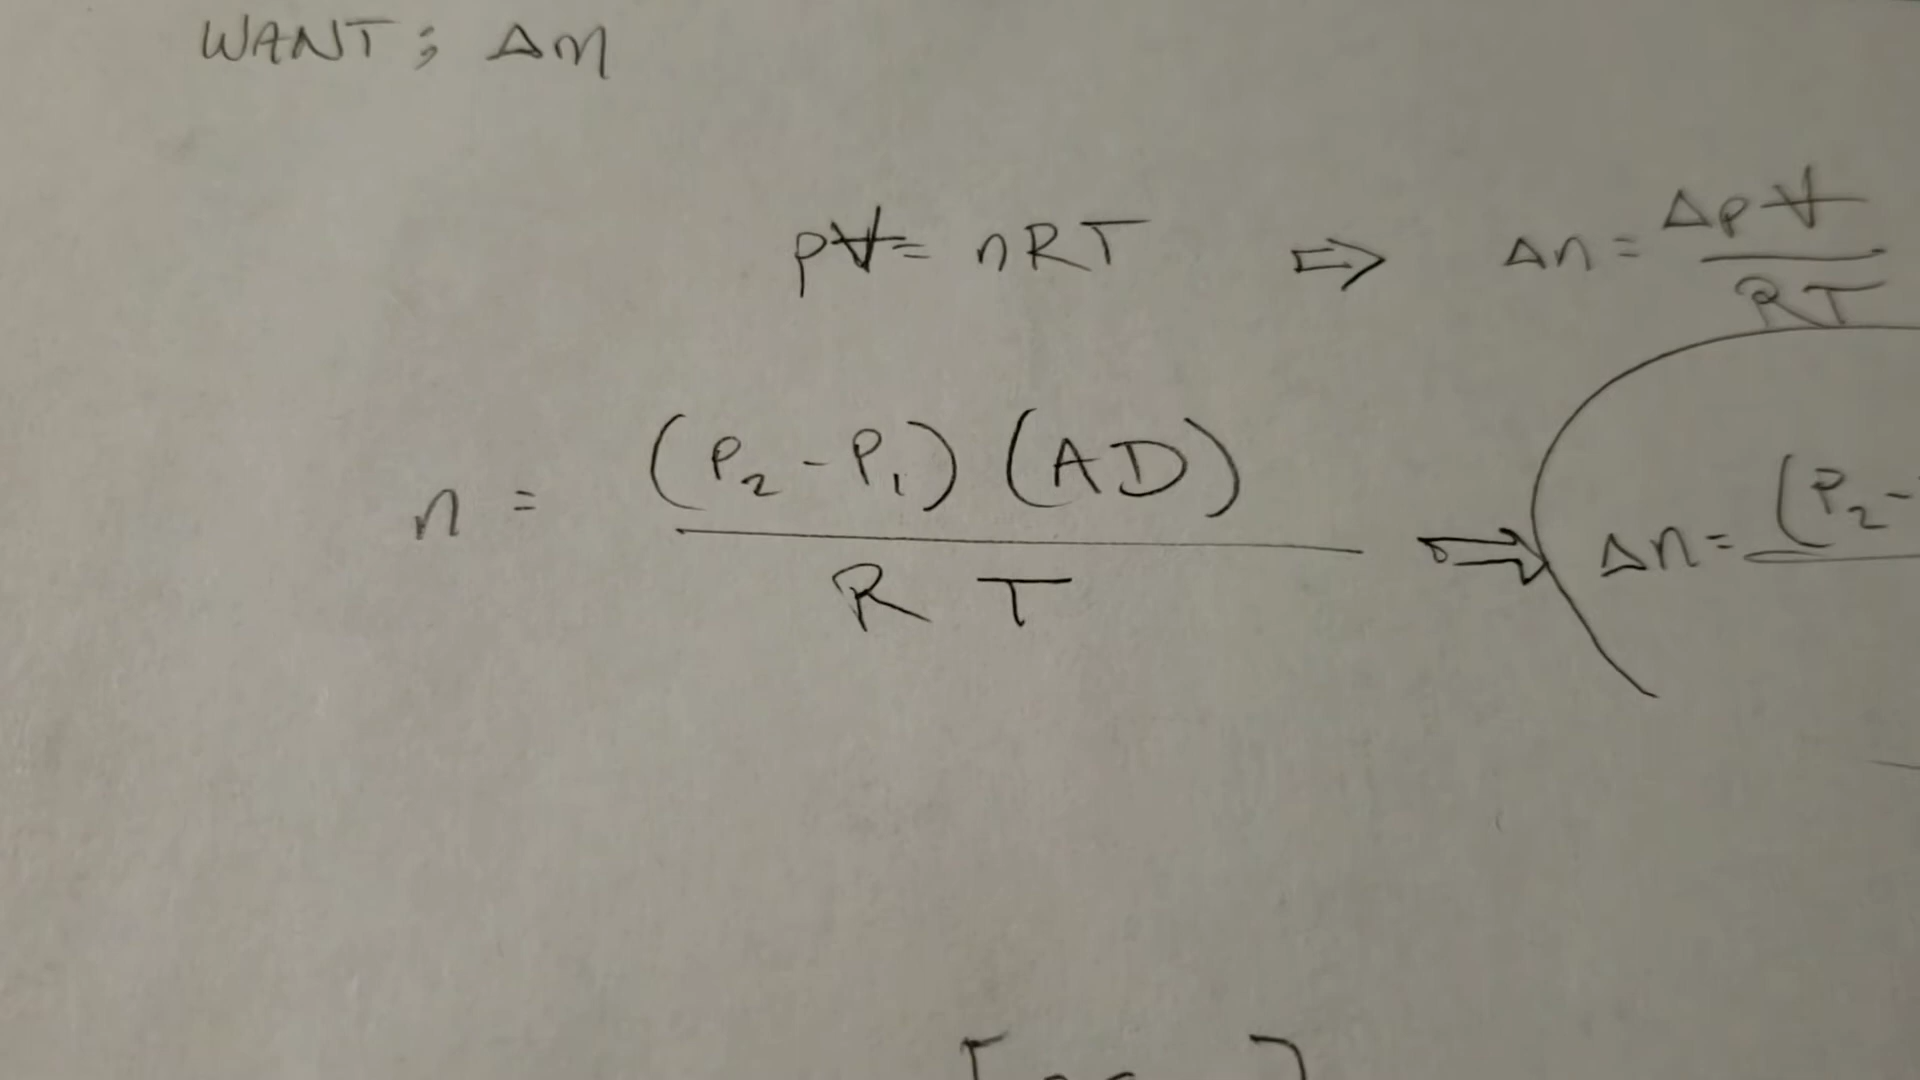 WANT: Δm
pV = nRT ⇒ Δn = ΔpV / RT
n = (P₂ - P₁)(AD) / RT ⇒ Δn = (P₂ -